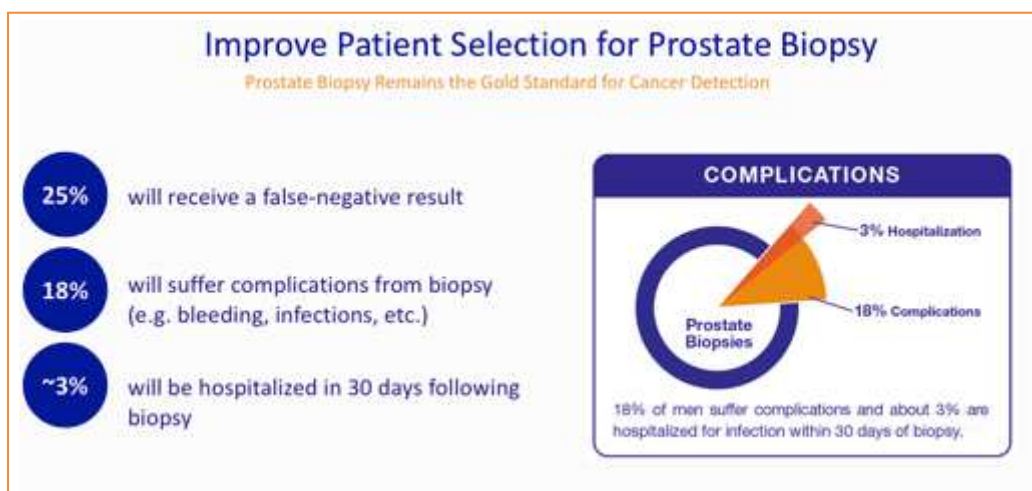 Improve Patient Selection for Prostate Biopsy
Prostate Biopsy Remains the Gold Standard for Cancer Detection
25%
will receive a false-negative result
18%
will suffer complications from biopsy
(e.g. bleeding, infections, etc.)
~3%
will be hospitalized in 30 days following
biopsy
COMPLICATIONS
3% Hospitalization
18% Complications
Prostate
Biopsies
18% of men suffer complications and about 3% are
hospitalized for infection within 30 days of biopsy.